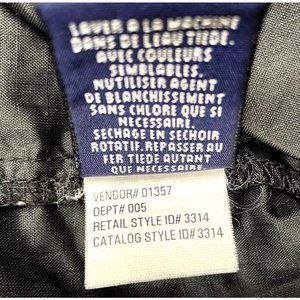 LAVER A LA MACHINE
DANS DE L'EAU TIEDE.
AVEC COULEURS
SEMBLABLES.
N'UTILISER AGENT
DE BLANCHISSEMENT
SANS CHLORE QUE SI
NECESSAIRE.
SECHAGE EN SECHOIR
ROTATIF. REPASSER AU
FER TIEDE AUTANT
QUE NECESSAIRE.
VENDOR# 01357
DEPT# 005
RETAIL STYLE ID# 3314
CATALOG STYLE ID# 3314